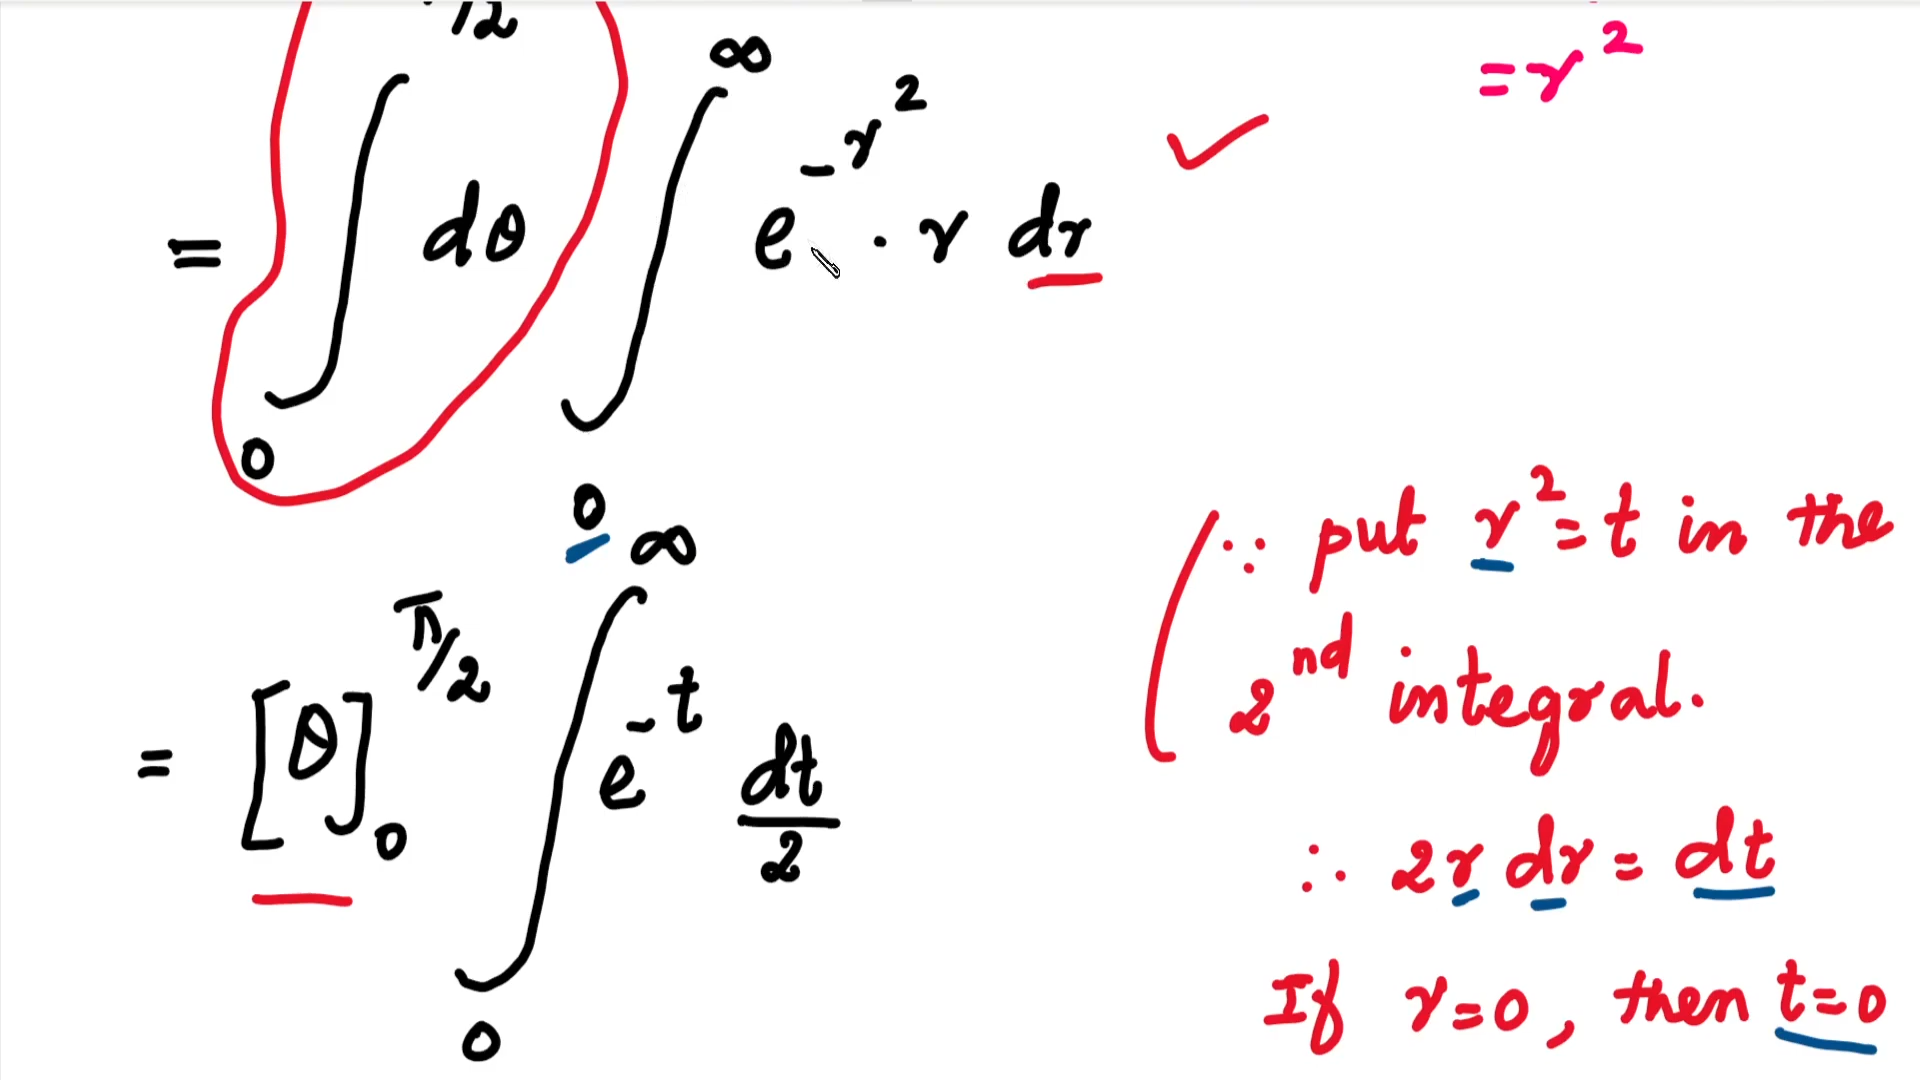 = r²
= ∫₀^π/2 dθ ∫₀^∞ e^-r² · r dr ✓
= [θ]₀^π/2 ∫₀^∞ e^-t dt/2
(∵ put r² = t in the
2nd integral.
∴ 2r dr = dt
If r=0, then t=0